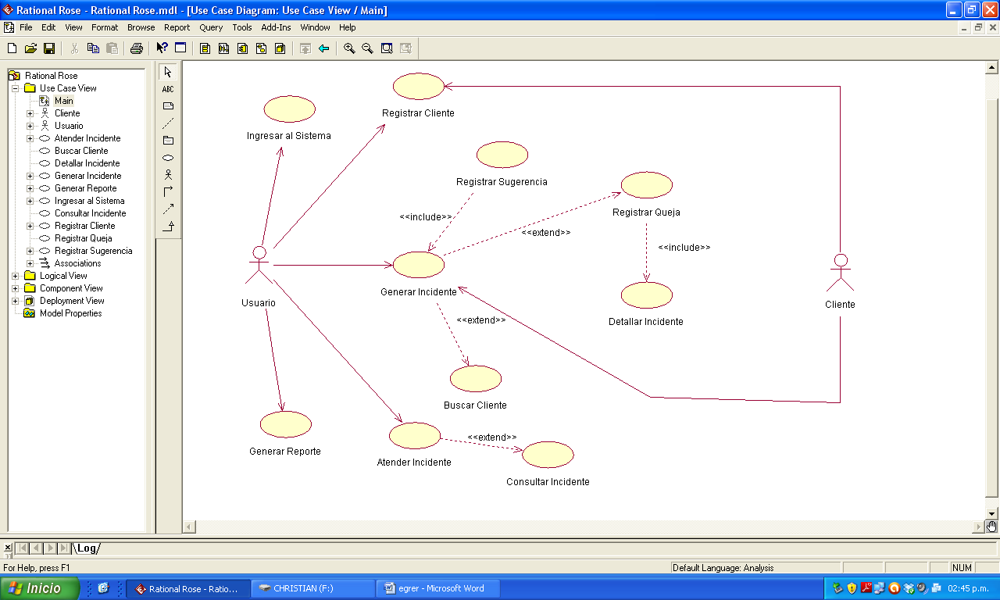 Rational Rose - Rational Rose.mdl - [Use Case Diagram: Use Case View / Main]
File Edit View Format Browse Report Query Tools Add-Ins Window Help
Rational Rose
Use Case View
Main
Cliente
Usuario
Atender Incidente
Buscar Cliente
Detallar Incidente
Generar Incidente
Generar Reporte
Ingresar al Sistema
Consultar Incidente
Registrar Cliente
Registrar Queja
Registrar Sugerencia
Associations
Logical View
Component View
Deployment View
Model Properties
ABC
Registrar Cliente
Ingresar al Sistema
Registrar Sugerencia
Registrar Queja
<<include>>
<<extend>>
<<include>>
Generar Incidente
Usuario
Cliente
<<extend>>
Detallar Incidente
Buscar Cliente
<<extend>>
Generar Reporte
Atender Incidente
Consultar Incidente
Log
For Help, press F1
Default Language: Analysis
NUM
Inicio
Rational Rose - Ratio...
CHRISTIAN (F:)
egrer - Microsoft Word
02:45 p.m.